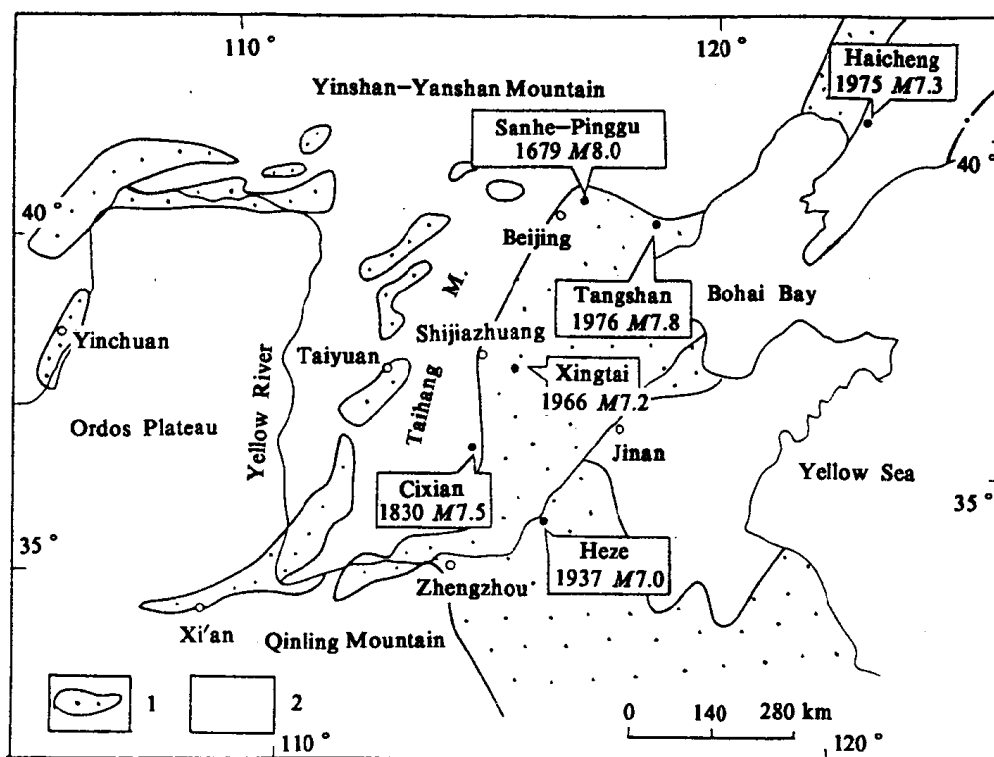 110°
120°
Haicheng
1975 M7.3
Yinshan-Yanshan Mountain
Sanhe-Pinggu
1679 M8.0
40°
40°
Beijing
Tangshan
1976 M7.8
Bohai Bay
M.
Yinchuan
Taiyuan
Shijiazhuang
Xingtai
1966 M7.2
Taihang
Yellow River
Ordos Plateau
Jinan
Yellow Sea
Cixian
1830 M7.5
35°
35°
Heze
1937 M7.0
Zhengzhou
Xi'an
Qinling Mountain
1
2
0 140 280 km
110°
120°